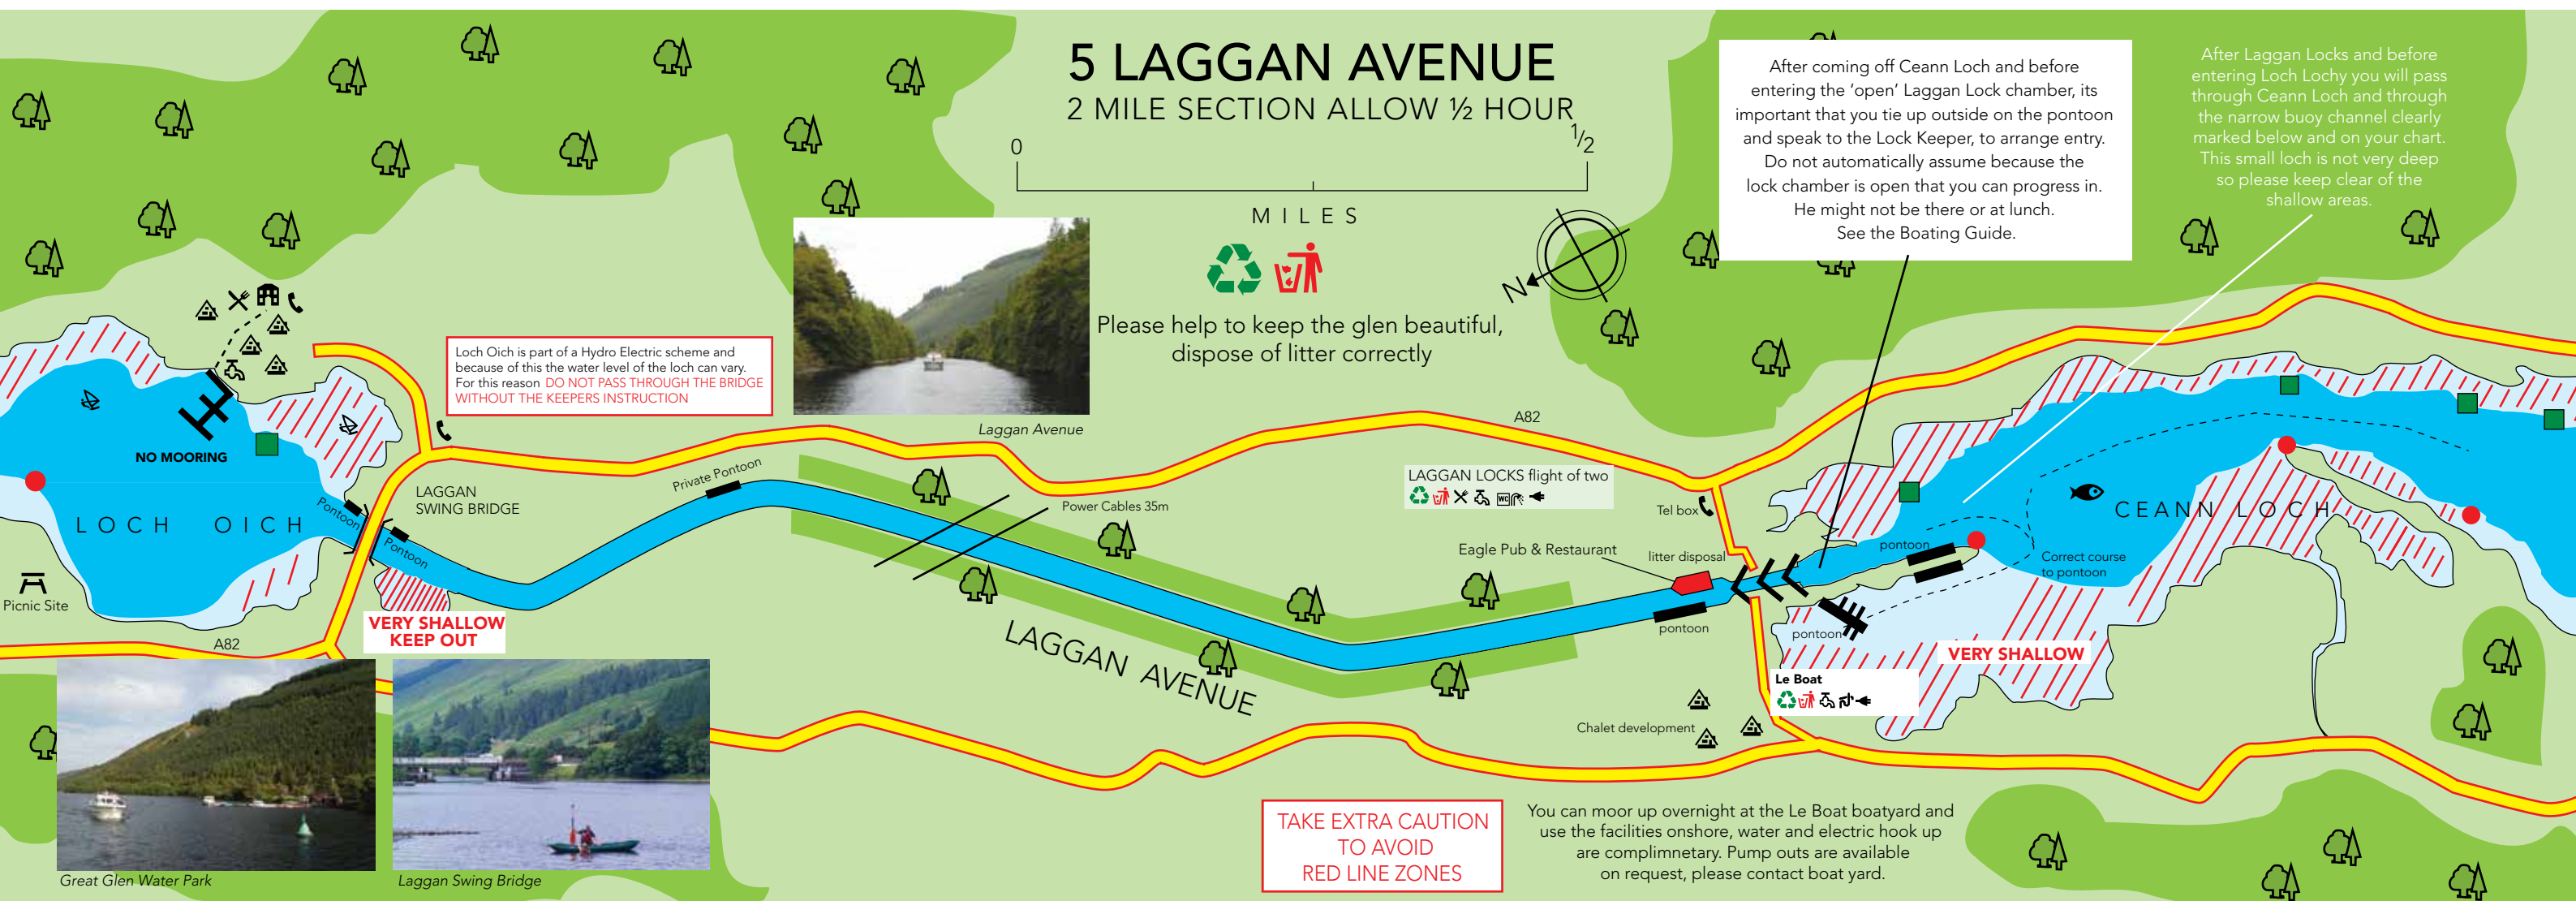 5 LAGGAN AVENUE
2 MILE SECTION ALLOW ½ HOUR
0
1/2
MILES
Please help to keep the glen beautiful,
dispose of litter correctly
N
After coming off Ceann Loch and before
entering the ‘open’ Laggan Lock chamber, its
important that you tie up outside on the pontoon
and speak to the Lock Keeper, to arrange entry.
Do not automatically assume because the
lock chamber is open that you can progress in.
He might not be there or at lunch.
See the Boating Guide.
After Laggan Locks and before
entering Loch Lochy you will pass
through Ceann Loch and through
the narrow buoy channel clearly
marked below and on your chart.
This small loch is not very deep
so please keep clear of the
shallow areas.
Loch Oich is part of a Hydro Electric scheme and
because of this the water level of the loch can vary.
For this reason DO NOT PASS THROUGH THE BRIDGE
WITHOUT THE KEEPERS INSTRUCTION
Laggan Avenue
A82
NO MOORING
LOCH OICH
Picnic Site
Pontoon
Pontoon
LAGGAN
SWING BRIDGE
Private Pontoon
Power Cables 35m
VERY SHALLOW
KEEP OUT
A82
LAGGAN AVENUE
LAGGAN LOCKS flight of two
WC
Tel box
Eagle Pub & Restaurant
litter disposal
pontoon
pontoon
pontoon
Correct course
to pontoon
CEANN LOCH
VERY SHALLOW
Le Boat
Chalet development
Great Glen Water Park
Laggan Swing Bridge
TAKE EXTRA CAUTION
TO AVOID
RED LINE ZONES
You can moor up overnight at the Le Boat boatyard and
use the facilities onshore, water and electric hook up
are complimnetary. Pump outs are available
on request, please contact boat yard.